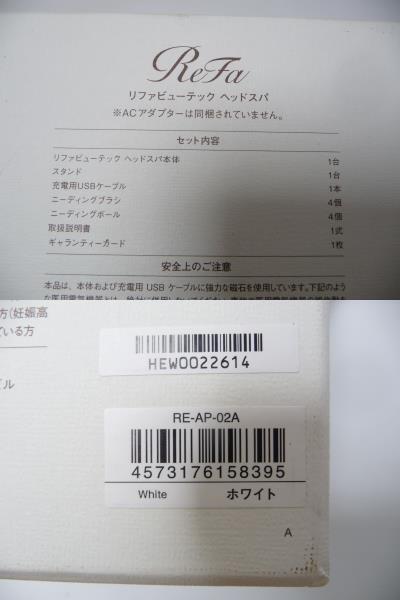 ReFa
リファビューテック ヘッドスパ
※ACアダプターは同梱されていません。
セット内容
リファビューテック ヘッドスパ本体 1台
スタンド 1台
充電用USBケーブル 1本
ニーディングブラシ 4個
ニーディングポール 4個
取扱説明書 1式
ギャランティーカード 1枚
安全上のご注意
本品は、本体および充電用 USB ケーブルに強力な磁石を使用しています。下記のよう
方(妊娠高
ている方
HEW0022614
ビル
RE-AP-02A
4573176158395
White ホワイト
A